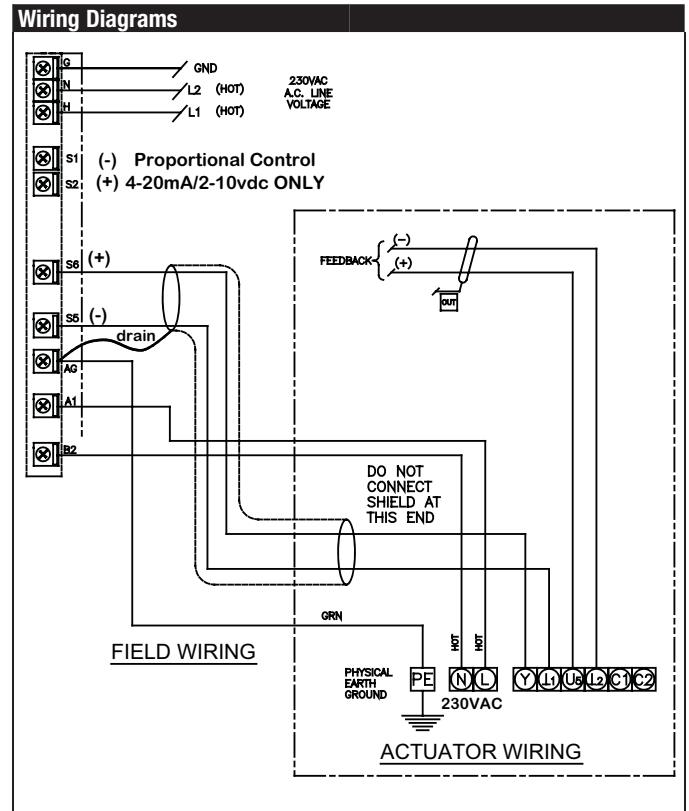 Wiring Diagrams
G
GND
N
L2 (HOT)
H
L1 (HOT)
230VAC
A.C. LINE
VOLTAGE
S1 (-) Proportional Control
S2 (+) 4-20mA/2-10vdc ONLY
S6 (+)
S5 (-)
drain
AG
A1
B2
FEEDBACK
(-)
(+)
OUT
DO NOT
CONNECT
SHIELD AT
THIS END
GRN
FIELD WIRING
HOT HOT
PHYSICAL
EARTH
GROUND
PE N L Y ⊥1 U5 ⊥2 C1 C2
230VAC
ACTUATOR WIRING